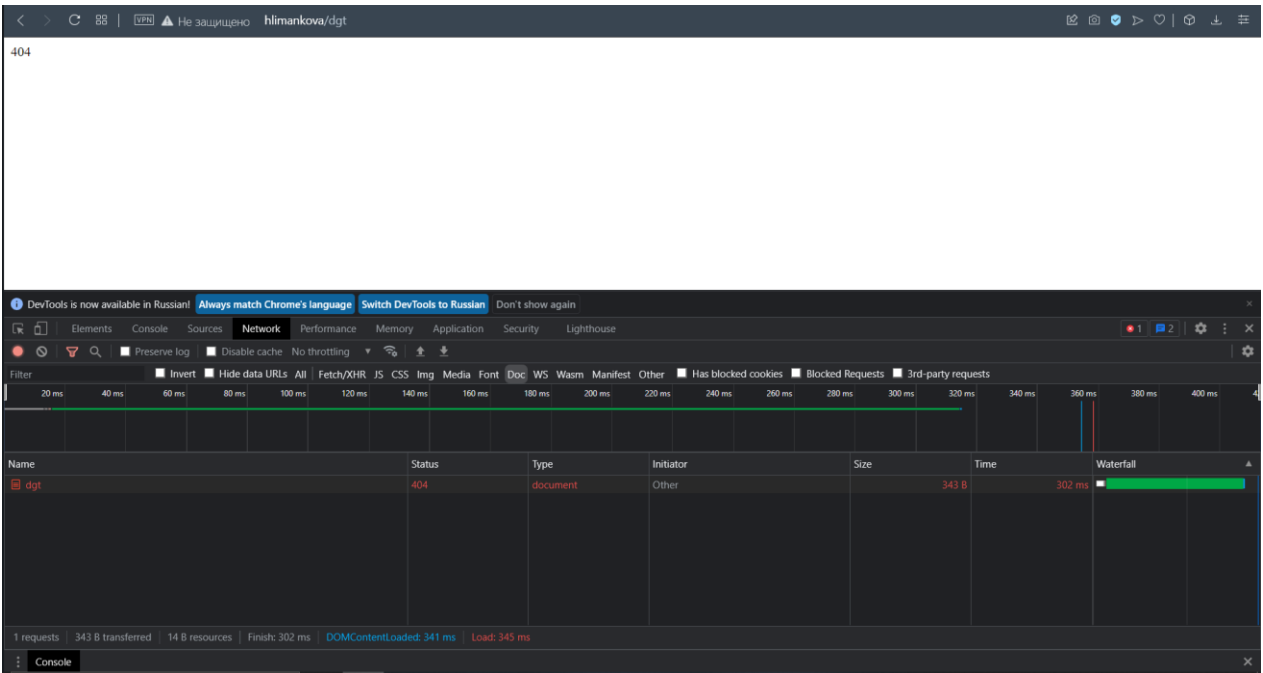 VPN Не защищено hlimankova/dgt
404
DevTools is now available in Russian! Always match Chrome's language Switch DevTools to Russian Don't show again
Elements Console Sources Network Performance Memory Application Security Lighthouse 1 2
Preserve log Disable cache No throttling
Filter Invert Hide data URLs All Fetch/XHR JS CSS Img Media Font Doc WS Wasm Manifest Other Has blocked cookies Blocked Requests 3rd-party requests
20 ms 40 ms 60 ms 80 ms 100 ms 120 ms 140 ms 160 ms 180 ms 200 ms 220 ms 240 ms 260 ms 280 ms 300 ms 320 ms 340 ms 360 ms 380 ms 400 ms
Name Status Type Initiator Size Time Waterfall
dgt 404 document Other 343 B 302 ms
1 requests 343 B transferred 14 B resources Finish: 302 ms DOMContentLoaded: 341 ms Load: 345 ms
Console